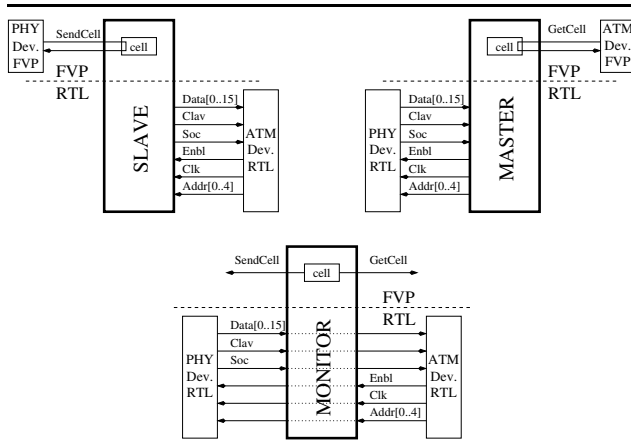 PHY
Dev.
FVP
SendCell
cell
FVP
RTL
SLAVE
Data[0..15]
Clav
Soc
Enbl
Clk
Addr[0..4]
ATM
Dev.
RTL
cell
GetCell
ATM
Dev.
FVP
FVP
RTL
PHY
Dev.
RTL
Data[0..15]
Clav
Soc
Enbl
Clk
Addr[0..4]
MASTER
SendCell
cell
GetCell
FVP
RTL
PHY
Dev.
RTL
Data[0..15]
Clav
Soc
MONITOR
Enbl
Clk
Addr[0..4]
ATM
Dev.
RTL